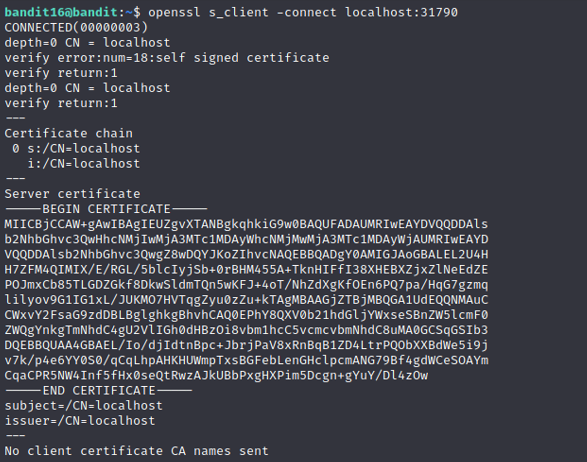 bandit16@bandit:~$ openssl s_client -connect localhost:31790
CONNECTED(00000003)
depth=0 CN = localhost
verify error:num=18:self signed certificate
verify return:1
depth=0 CN = localhost
verify return:1
---
Certificate chain
 0 s:/CN=localhost
   i:/CN=localhost
---
Server certificate
-----BEGIN CERTIFICATE-----
MIICBjCCAW+gAwIBAgIEUZgvXTANBgkqhkiG9w0BAQUFADAUMRIwEAYDVQQDDAls
b2NhbGhvc3QwHhcNMjIwMjA3MTc1MDAyWhcNMjMwMjA3MTc1MDAyWjAUMRIwEAYD
VQQDDAlsb2NhbGhvc3QwgZ8wDQYJKoZIhvcNAQEBBQADgY0AMIGJAoGBALEL2U4H
H7ZFM4QIMIX/E/RGL/5blcIyjSb+0rBHM455A+TknHIFfI38XHEBXZjxZlNeEdZE
POJmxCb85TLGDZGkf8DkwSldmTQn5wKFJ+4oT/NhZdXgKfOEn6PQ7pa/HqG7gzmq
lilyov9G1IG1xL/JUKMO7HVTqgZyu0zZu+kTAgMBAAGjZTBjMBQGA1UdEQQNMAuC
CWxvY2FsaG9zdDBLBglghkgBhvhCAQ0EPhY8QXV0b21hdGljYWxseSBnZW5lcmF0
ZWQgYnkgTmNhdC4gU2VlIGh0dHBzOi8vbm1hcC5vcmcvbmNhdC8uMA0GCSqGSIb3
DQEBBQUAA4GBAEL/Io/djIdtnBpc+JbrjPaV8xRnBqB1ZD4LtrPQObXXBdWe5i9j
v7k/p4e6YY0S0/qCqLhpAHKHUWmpTxsBGFebLenGHclpcmANG79Bf4gdWCeSOAYm
CqaCPR5NW4Inf5fHx0seQtRwzAJkUBbPxgHXPim5Dcgn+gYuY/Dl4zOw
-----END CERTIFICATE-----
subject=/CN=localhost
issuer=/CN=localhost
---
No client certificate CA names sent